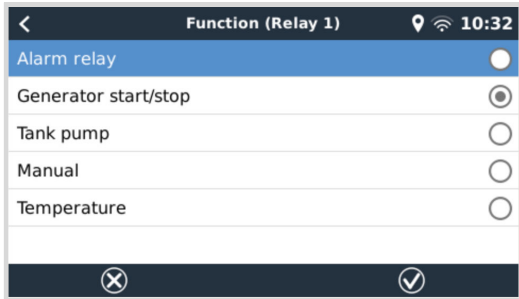 Function (Relay 1) 10:32
Alarm relay
Generator start/stop
Tank pump
Manual
Temperature